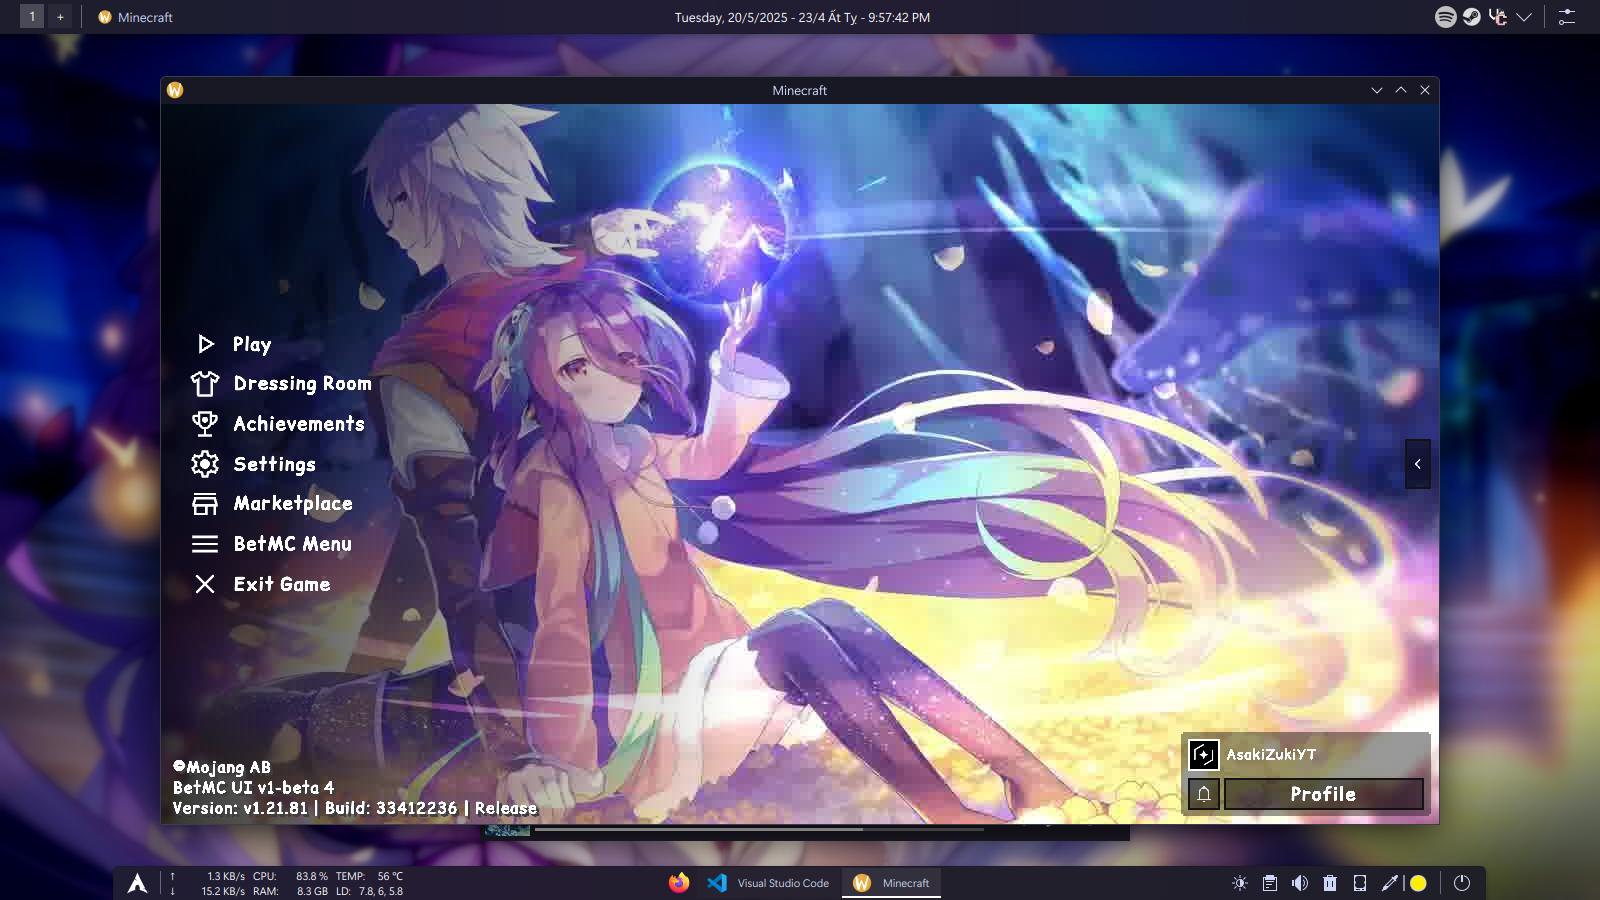 1 + Minecraft Tuesday, 20/5/2025 - 23/4 Ất Tỵ - 9:57:42 PM
Minecraft
Play
Dressing Room
Achievements
Settings
Marketplace
BetMC Menu
Exit Game
©Mojang AB
BetMC UI v1-beta 4
Version: v1.21.81 | Build: 33412236 | Release
AsakiZukiYT
Profile
↑ 1.3 KB/s CPU: 83.8 % TEMP: 56 °C
↓ 15.2 KB/s RAM: 8.3 GB LD: 7.8, 6, 5.8
Visual Studio Code Minecraft